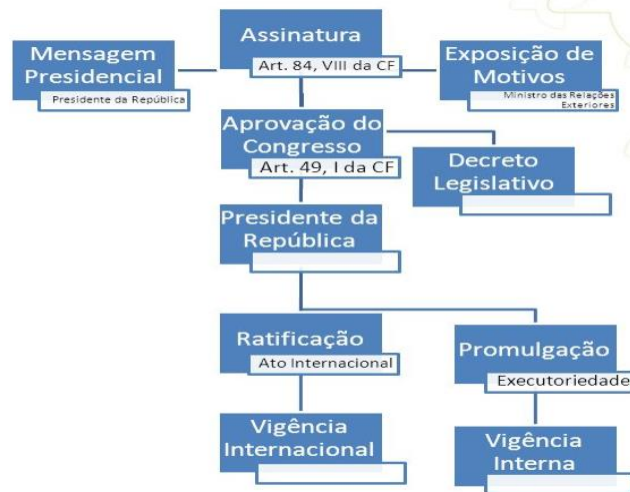 Assinatura
Art. 84, VIII da CF
Mensagem
Presidencial
Presidente da República
Exposição de
Motivos
Ministro das Relações
Exteriores
Aprovação do
Congresso
Art. 49, I da CF
Decreto
Legislativo
Presidente da
República
Ratificação
Ato Internacional
Promulgação
Executoriedade
Vigência
Internacional
Vigência
Interna